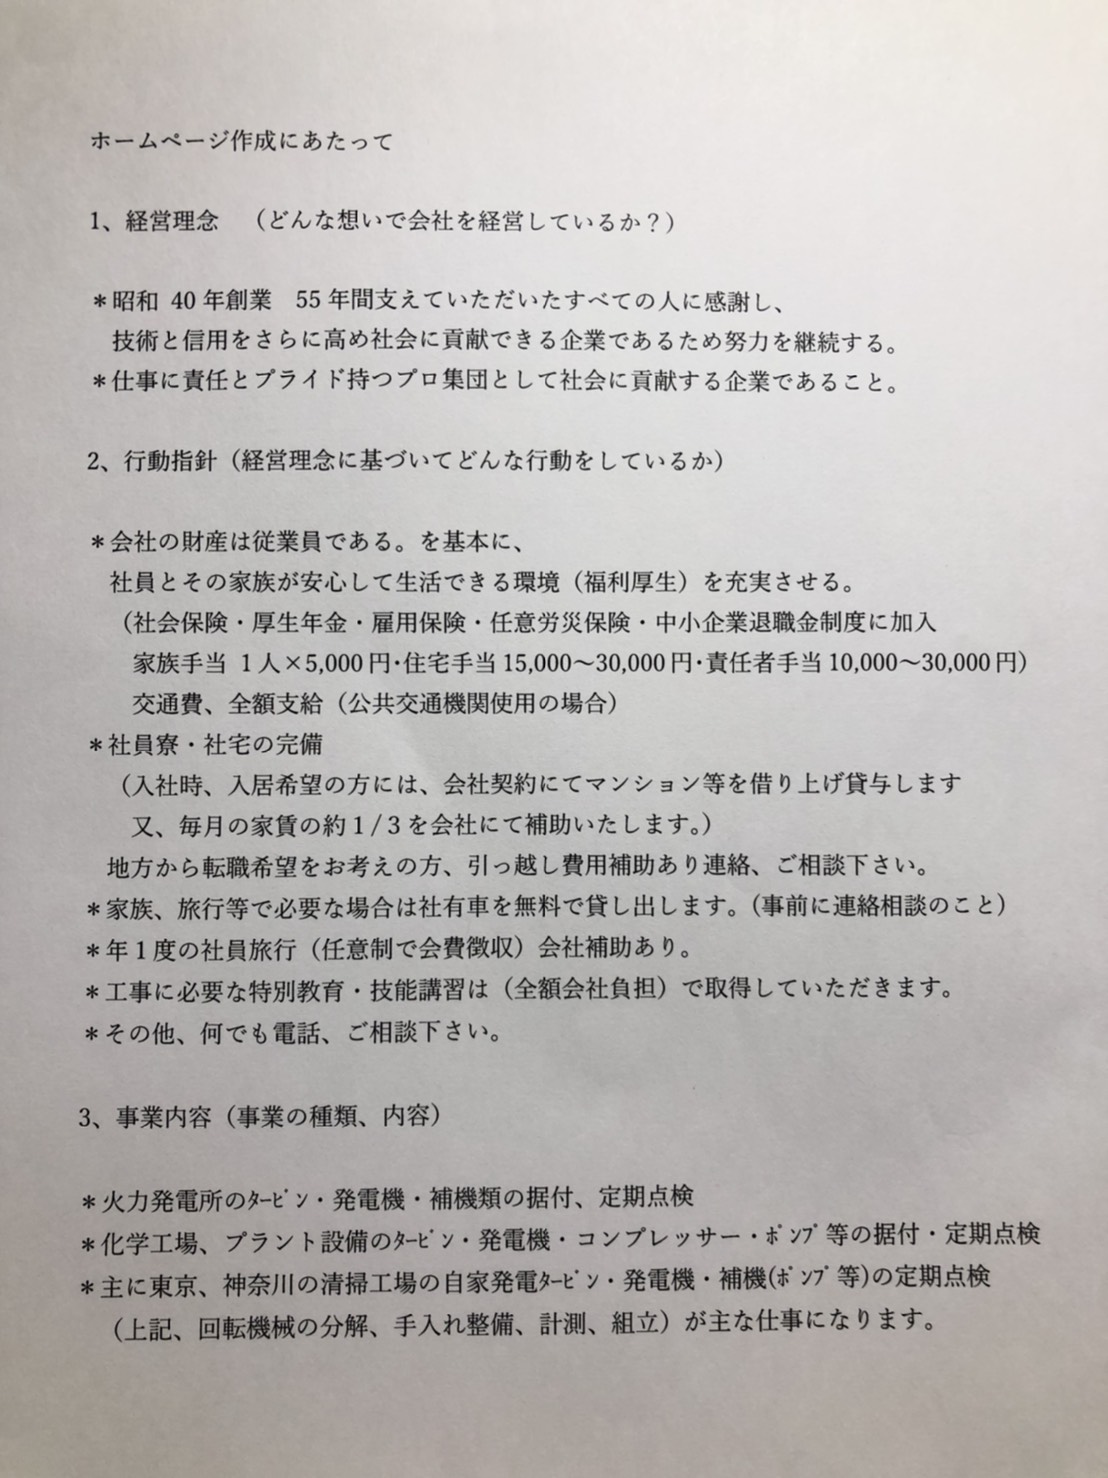 ホームページ作成にあたって
1、経営理念　（どんな想いで会社を経営しているか？）
＊昭和 40 年創業　55 年間支えていただいたすべての人に感謝し、
技術と信用をさらに高め社会に貢献できる企業であるため努力を継続する。
＊仕事に責任とプライド持つプロ集団として社会に貢献する企業であること。
2、行動指針（経営理念に基づいてどんな行動をしているか）
＊会社の財産は従業員である。を基本に、
社員とその家族が安心して生活できる環境（福利厚生）を充実させる。
（社会保険・厚生年金・雇用保険・任意労災保険・中小企業退職金制度に加入
家族手当 1人×5,000円･住宅手当15,000～30,000円･責任者手当10,000～30,000円）
交通費、全額支給（公共交通機関使用の場合）
＊社員寮・社宅の完備
（入社時、入居希望の方には、会社契約にてマンション等を借り上げ貸与します
又、毎月の家賃の約1/3を会社にて補助いたします。）
地方から転職希望をお考えの方、引っ越し費用補助あり連絡、ご相談下さい。
＊家族、旅行等で必要な場合は社有車を無料で貸し出します。（事前に連絡相談のこと）
＊年1度の社員旅行（任意制で会費徴収）会社補助あり。
＊工事に必要な特別教育・技能講習は（全額会社負担）で取得していただきます。
＊その他、何でも電話、ご相談下さい。
3、事業内容（事業の種類、内容）
＊火力発電所のﾀｰﾋﾞﾝ・発電機・補機類の据付、定期点検
＊化学工場、プラント設備のﾀｰﾋﾞﾝ・発電機・コンプレッサー・ﾎﾟﾝﾌﾟ等の据付・定期点検
＊主に東京、神奈川の清掃工場の自家発電ﾀｰﾋﾞﾝ・発電機・補機(ﾎﾟﾝﾌﾟ等)の定期点検
（上記、回転機械の分解、手入れ整備、計測、組立）が主な仕事になります。